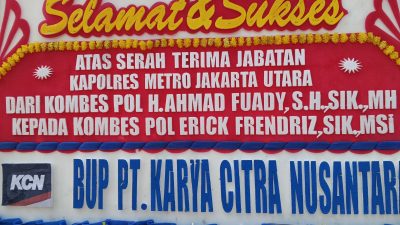 Selamat & Sukses
ATAS SERAH TERIMA JABATAN
KAPOLRES METRO JAKARTA UTARA
DARI KOMBES POL H.AHMAD FUADY,S.H.,SIK.,MH
KEPADA KOMBES POL ERICK FRENDRIZ,SIK.,MSi
KCN
BUP PT. KARYA CITRA NUSANTARA